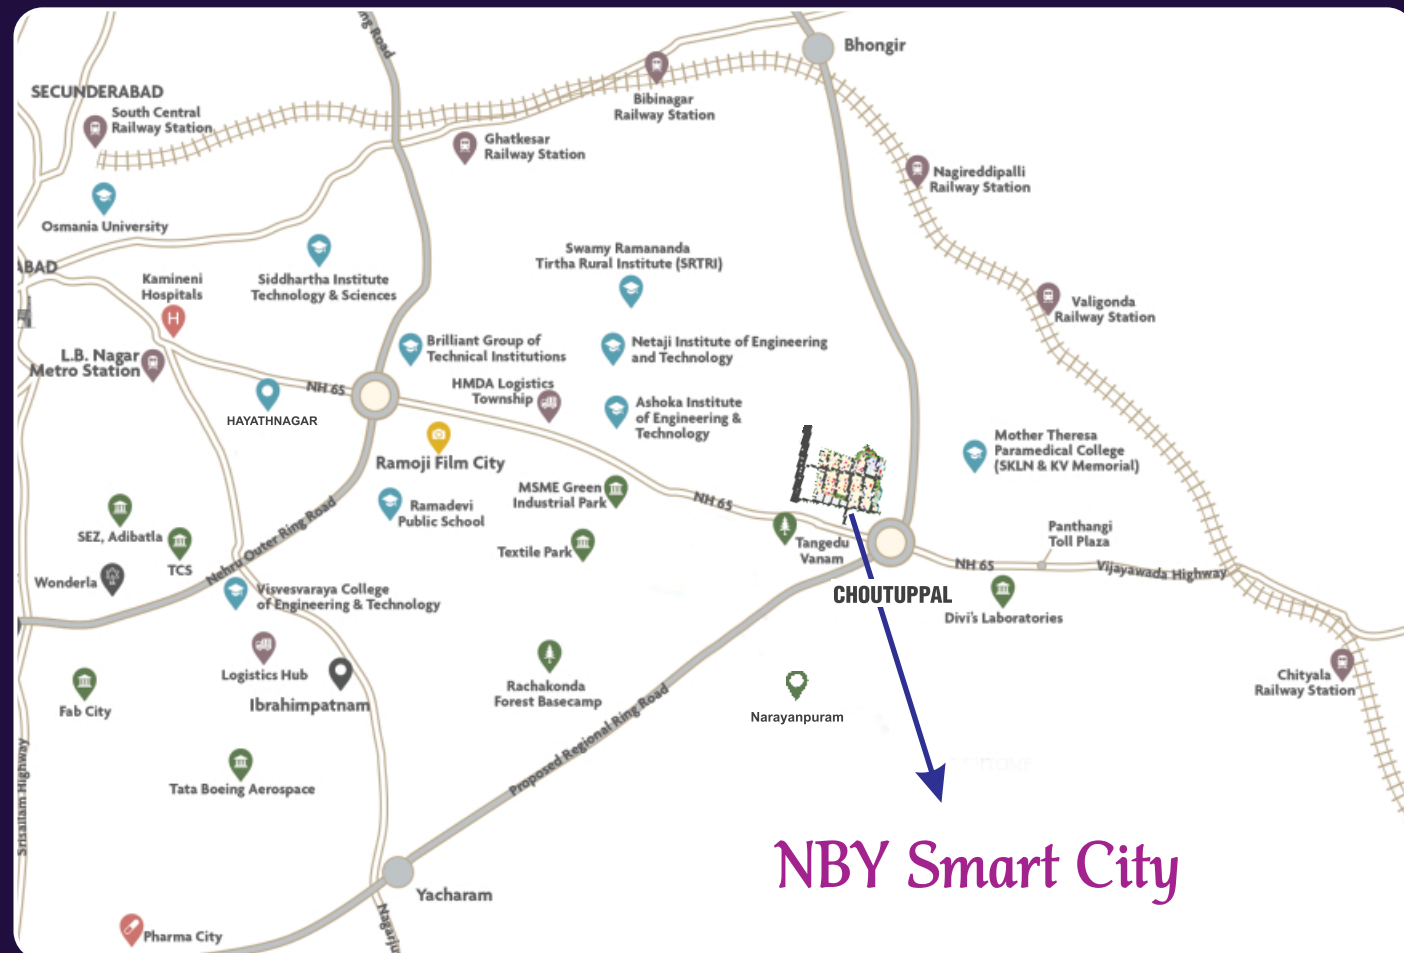 ng Road
Bhongir
SECUNDERABAD
South Central
Railway Station
Bibinagar
Railway Station
Ghatkesar
Railway Station
Nagireddipalli
Railway Station
Osmania University
Swamy Ramananda
Tirtha Rural Institute (SRTRI)
ABAD
Kamineni
Hospitals
Siddhartha Institute
Technology & Sciences
Valigonda
Railway Station
Brilliant Group of
Technical Institutions
Netaji Institute of Engineering
and Technology
L.B. Nagar
Metro Station
NH 65
HMDA Logistics
Township
HAYATHNAGAR
Ashoka Institute
of Engineering &
Technology
Mother Theresa
Paramedical College
(SKLN & KV Memorial)
Ramoji Film City
MSME Green
Industrial Park
NH 65
Ramadevi
Public School
SEZ, Adibatla
Nehru Outer Ring Road
Textile Park
Tangedu
Vanam
Panthangi
Toll Plaza
TCS
NH 65
Vijayawada Highway
Wonderla
Visvesvaraya College
of Engineering & Technology
CHOUTUPPAL
Divi's Laboratories
Logistics Hub
Rachakonda
Forest Basecamp
Chityala
Railway Station
Fab City
Ibrahimpatnam
Narayanpuram
Proposed Regional Ring Road
Tata Boeing Aerospace
Srisailam Highway
NBY Smart City
Yacharam
Pharma City
Nagarju